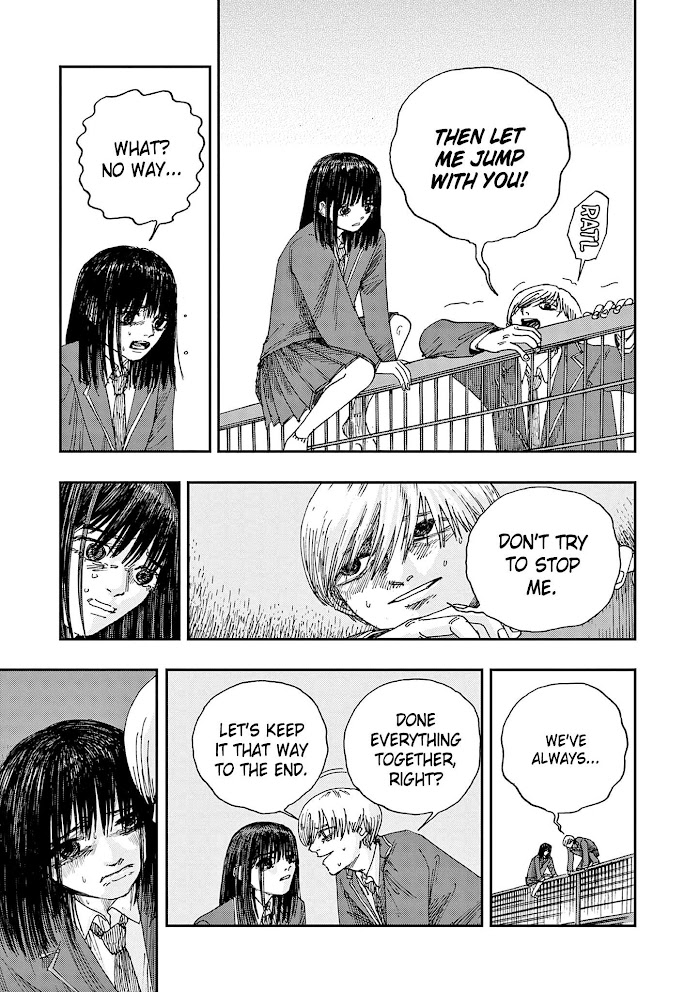 THEN LET
ME JUMP
WITH YOU!
RATL
WHAT?
NO WAY...
DON'T TRY
TO STOP
ME.
WE'VE
ALWAYS...
DONE
EVERYTHING
TOGETHER,
RIGHT?
LET'S KEEP
IT THAT WAY
TO THE END.